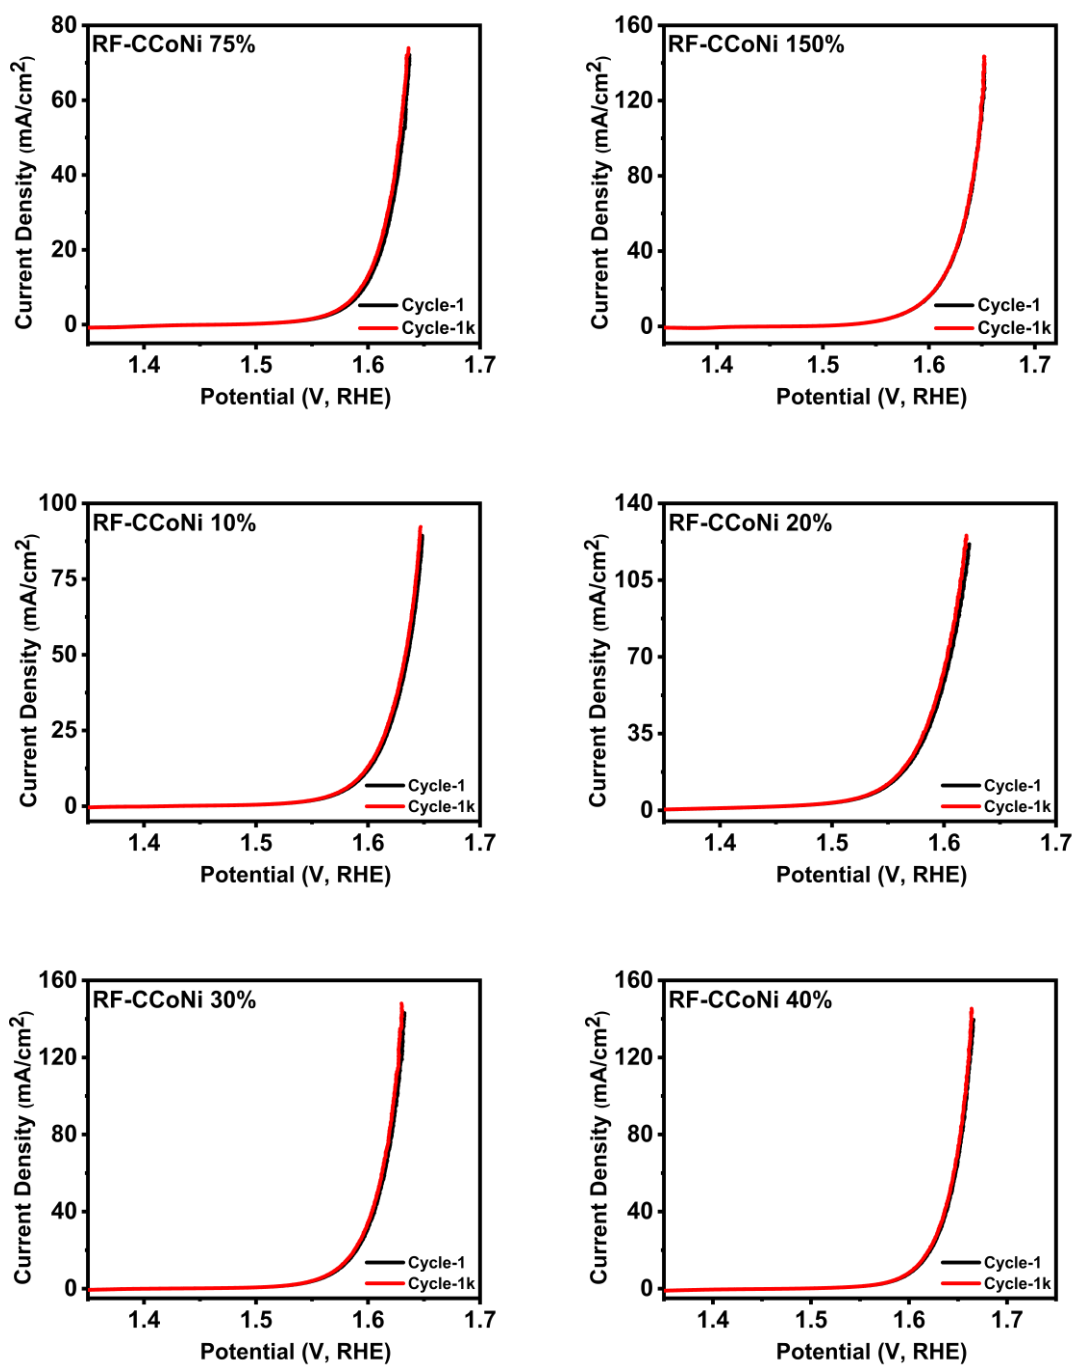 RF-CCoNi 75%
Current Density (mA/cm²)
80
60
40
20
0
Cycle-1
Cycle-1k
1.4 1.5 1.6 1.7
Potential (V, RHE)
RF-CCoNi 150%
Current Density (mA/cm²)
160
120
80
40
0
Cycle-1
Cycle-1k
1.4 1.5 1.6 1.7
Potential (V, RHE)
RF-CCoNi 10%
Current Density (mA/cm²)
100
75
50
25
0
Cycle-1
Cycle-1k
1.4 1.5 1.6 1.7
Potential (V, RHE)
RF-CCoNi 20%
Current Density (mA/cm²)
140
105
70
35
0
Cycle-1
Cycle-1k
1.4 1.5 1.6 1.7
Potential (V, RHE)
RF-CCoNi 30%
Current Density (mA/cm²)
160
120
80
40
0
Cycle-1
Cycle-1k
1.4 1.5 1.6 1.7
Potential (V, RHE)
RF-CCoNi 40%
Current Density (mA/cm²)
160
120
80
40
0
Cycle-1
Cycle-1k
1.4 1.5 1.6 1.7
Potential (V, RHE)